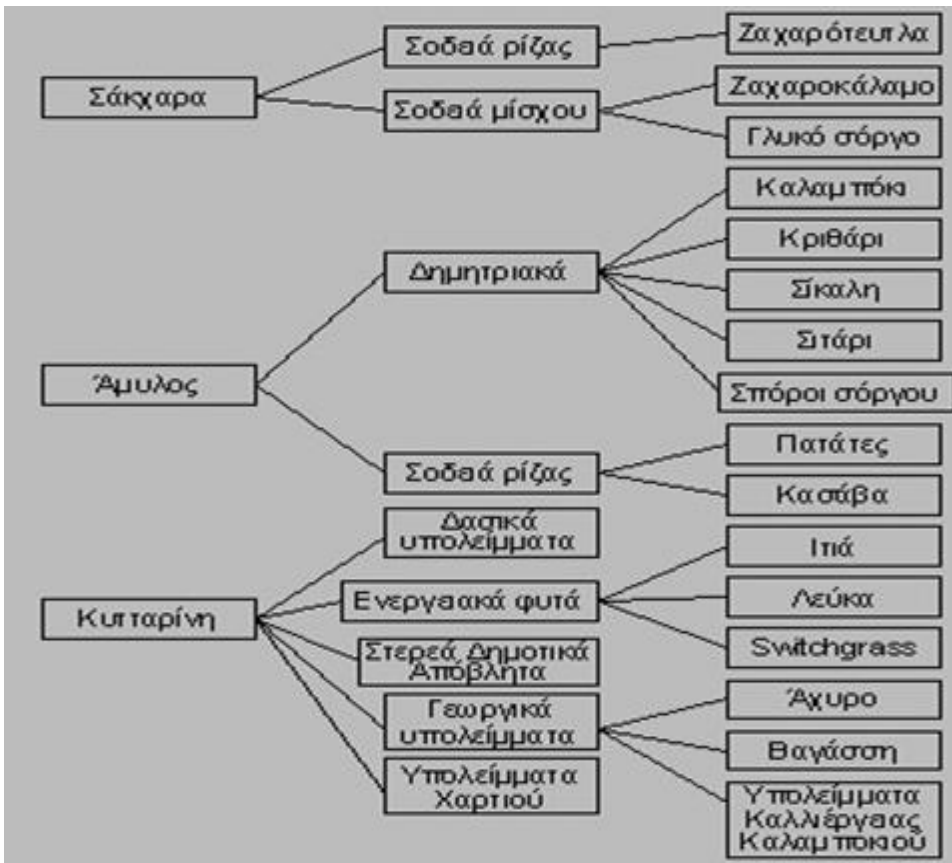 Σάκχαρα
Σοδειά ρίζας
Ζαχαρότευτλα
Σοδειά μίσχου
Ζαχαροκάλαμο
Γλυκό σόργο
Άμυλος
Δημητριακά
Καλαμπόκι
Κριθάρι
Σίκαλη
Σιτάρι
Σπόροι σόργου
Σοδειά ρίζας
Πατάτες
Κασάβα
Κυτταρίνη
Δασικά
υπολείμματα
Ενεργειακά φυτά
Ιτιά
Λεύκα
Switchgrass
Στερεά Δημοτικά
Απόβλητα
Γεωργικά
υπολείμματα
Άχυρο
Βαγάσση
Υπολείμματα
Καλλιέργειας
Καλαμποκιού
Υπολείμματα
Χαρτιού